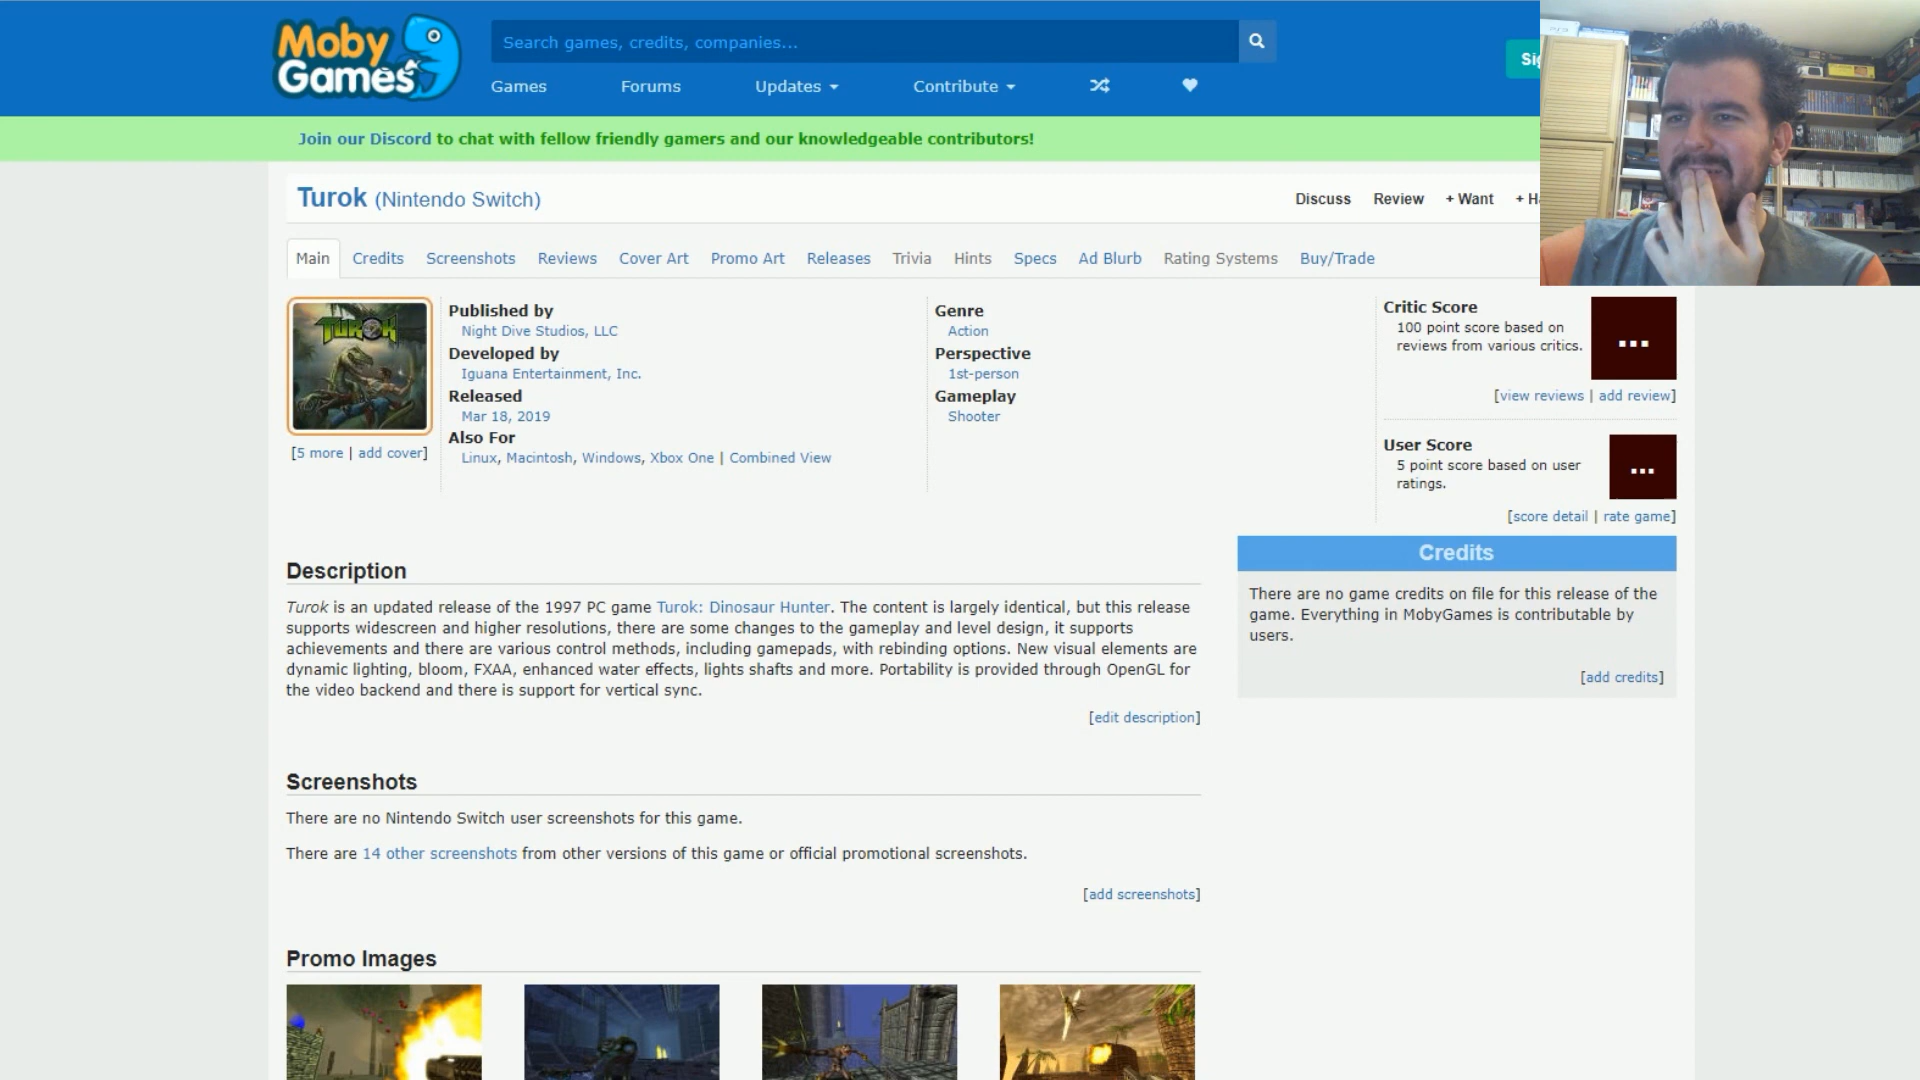 Moby Games
Search games, credits, companies...
Games Forums Updates Contribute
Join our Discord to chat with fellow friendly gamers and our knowledgeable contributors!
Turok (Nintendo Switch)
Discuss Review + Want
Main Credits Screenshots Reviews Cover Art Promo Art Releases Trivia Hints Specs Ad Blurb Rating Systems Buy/Trade
TUROK
[5 more | add cover]
Published by
Night Dive Studios, LLC
Developed by
Iguana Entertainment, Inc.
Released
Mar 18, 2019
Also For
Linux, Macintosh, Windows, Xbox One | Combined View
Genre
Action
Perspective
1st-person
Gameplay
Shooter
Critic Score
100 point score based on
reviews from various critics.
...
[view reviews | add review]
User Score
5 point score based on user
ratings.
...
[score detail | rate game]
Description
Turok is an updated release of the 1997 PC game Turok: Dinosaur Hunter. The content is largely identical, but this release
supports widescreen and higher resolutions, there are some changes to the gameplay and level design, it supports
achievements and there are various control methods, including gamepads, with rebinding options. New visual elements are
dynamic lighting, bloom, FXAA, enhanced water effects, lights shafts and more. Portability is provided through OpenGL for
the video backend and there is support for vertical sync.
[edit description]
Credits
There are no game credits on file for this release of the
game. Everything in MobyGames is contributable by
users.
[add credits]
Screenshots
There are no Nintendo Switch user screenshots for this game.
There are 14 other screenshots from other versions of this game or official promotional screenshots.
[add screenshots]
Promo Images